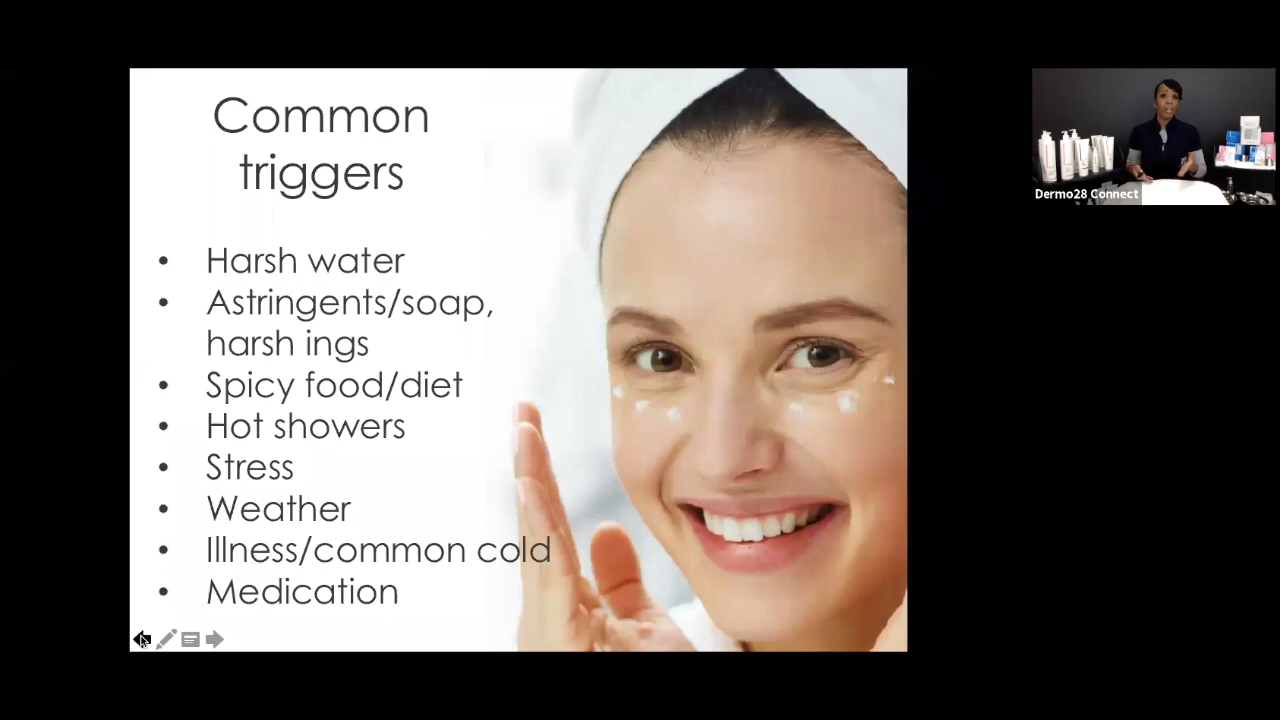 Common
triggers
• Harsh water
• Astringents/soap,
harsh ings
• Spicy food/diet
• Hot showers
• Stress
• Weather
• Illness/common cold
• Medication
Dermo28 Connect